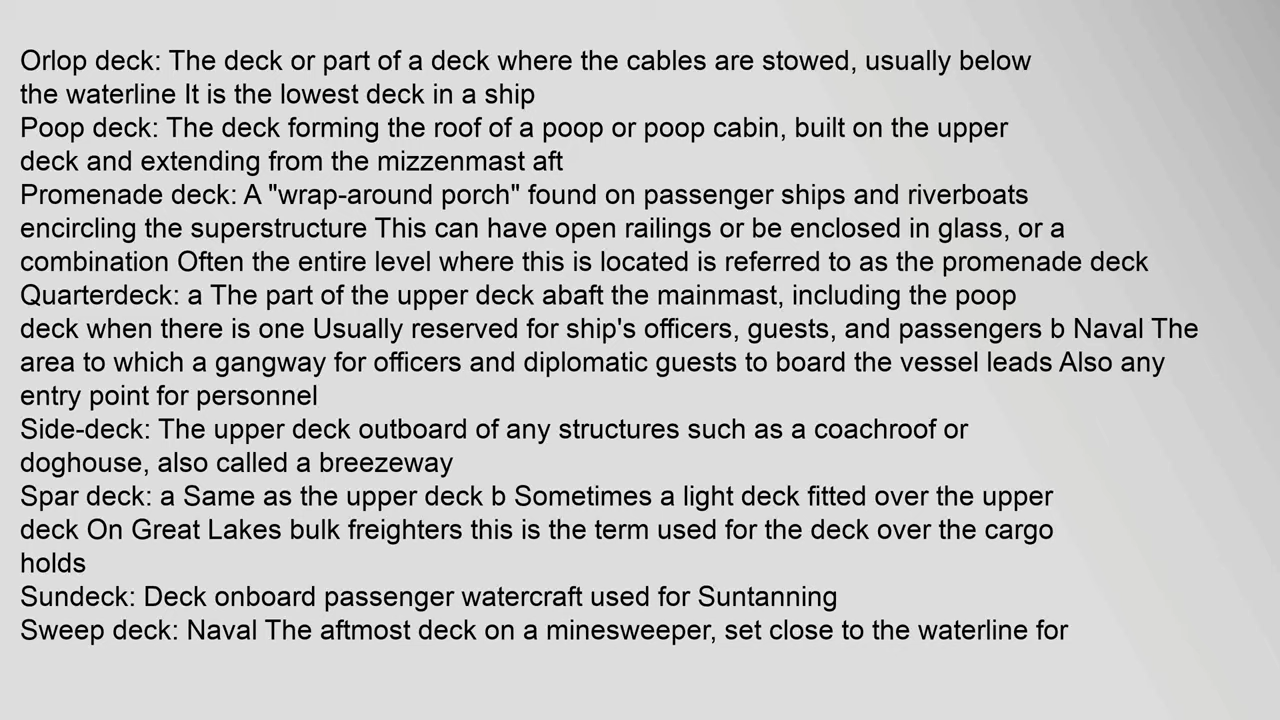 Orlop deck: The deck or part of a deck where the cables are stowed, usually below
the waterline It is the lowest deck in a ship
Poop deck: The deck forming the roof of a poop or poop cabin, built on the upper
deck and extending from the mizzenmast aft
Promenade deck: A "wrap-around porch" found on passenger ships and riverboats
encircling the superstructure This can have open railings or be enclosed in glass, or a
combination Often the entire level where this is located is referred to as the promenade deck
Quarterdeck: a The part of the upper deck abaft the mainmast, including the poop
deck when there is one Usually reserved for ship's officers, guests, and passengers b Naval The
area to which a gangway for officers and diplomatic guests to board the vessel leads Also any
entry point for personnel
Side-deck: The upper deck outboard of any structures such as a coachroof or
doghouse, also called a breezeway
Spar deck: a Same as the upper deck b Sometimes a light deck fitted over the upper
deck On Great Lakes bulk freighters this is the term used for the deck over the cargo
holds
Sundeck: Deck onboard passenger watercraft used for Suntanning
Sweep deck: Naval The aftmost deck on a minesweeper, set close to the waterline for